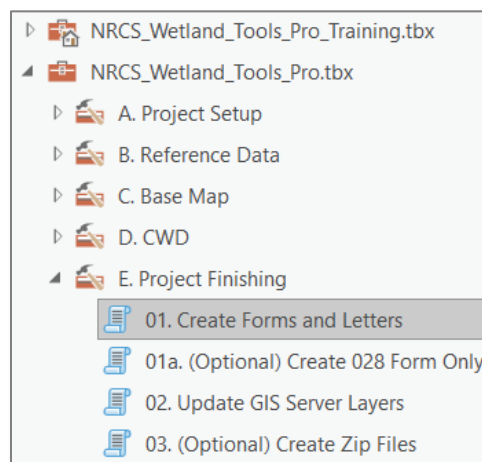 NRCS_Wetland_Tools_Pro_Training.tbx
NRCS_Wetland_Tools_Pro.tbx
A. Project Setup
B. Reference Data
C. Base Map
D. CWD
E. Project Finishing
01. Create Forms and Letters
01a. (Optional) Create 028 Form Only
02. Update GIS Server Layers
03. (Optional) Create Zip Files